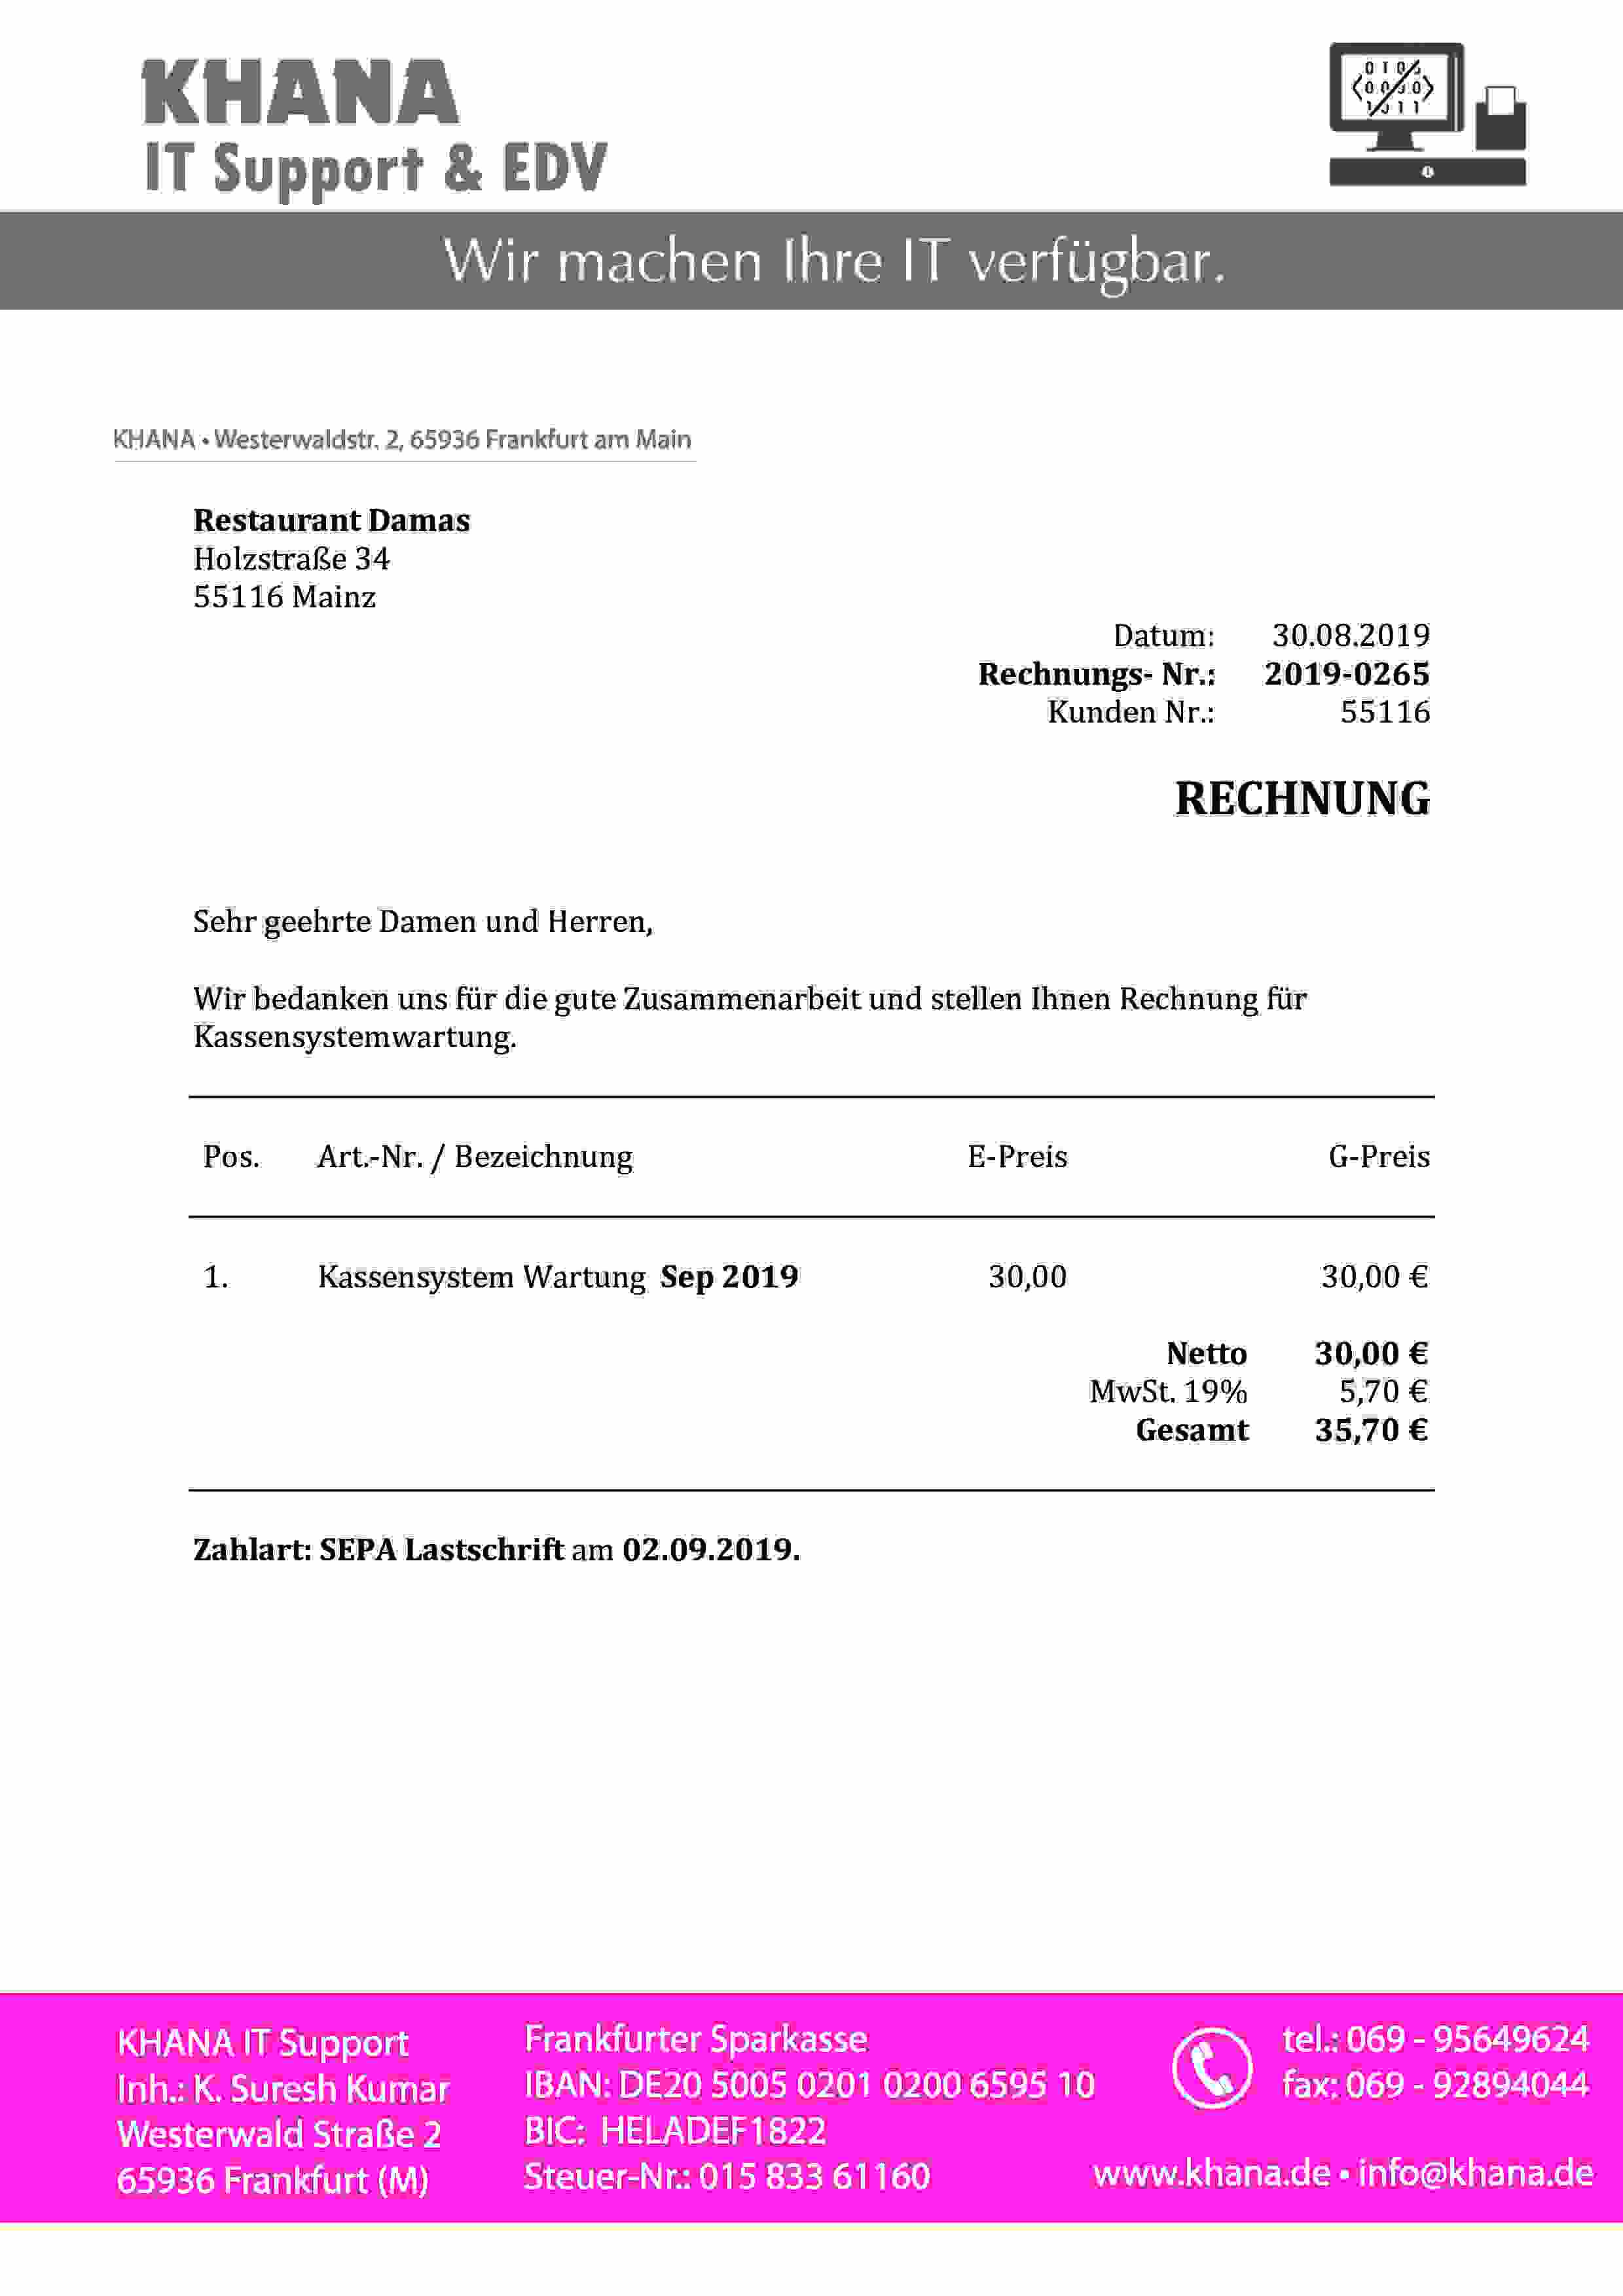 KHANA
IT Support & EDV
Wir machen Ihre IT verfügbar.
KHANA • Westerwaldstr. 2, 65936 Frankfurt am Main
Restaurant Damas
Holzstraße 34
55116 Mainz
Datum: 30.08.2019
Rechnungs- Nr.: 2019-0265
Kunden Nr.: 55116
RECHNUNG
Sehr geehrte Damen und Herren,
Wir bedanken uns für die gute Zusammenarbeit und stellen Ihnen Rechnung für
Kassensystemwartung.
Pos. Art.-Nr. / Bezeichnung E-Preis G-Preis
1. Kassensystem Wartung Sep 2019 30,00 30,00 €
Netto 30,00 €
MwSt. 19% 5,70 €
Gesamt 35,70 €
Zahlart: SEPA Lastschrift am 02.09.2019.
KHANA IT Support
Inh.: K. Suresh Kumar
Westerwald Straße 2
65936 Frankfurt (M)
Frankfurter Sparkasse
IBAN: DE20 5005 0201 0200 6595 10
BIC: HELADEF1822
Steuer-Nr.: 015 833 61160
tel.: 069 - 95649624
fax: 069 - 92894044
www.khana.de • info@khana.de